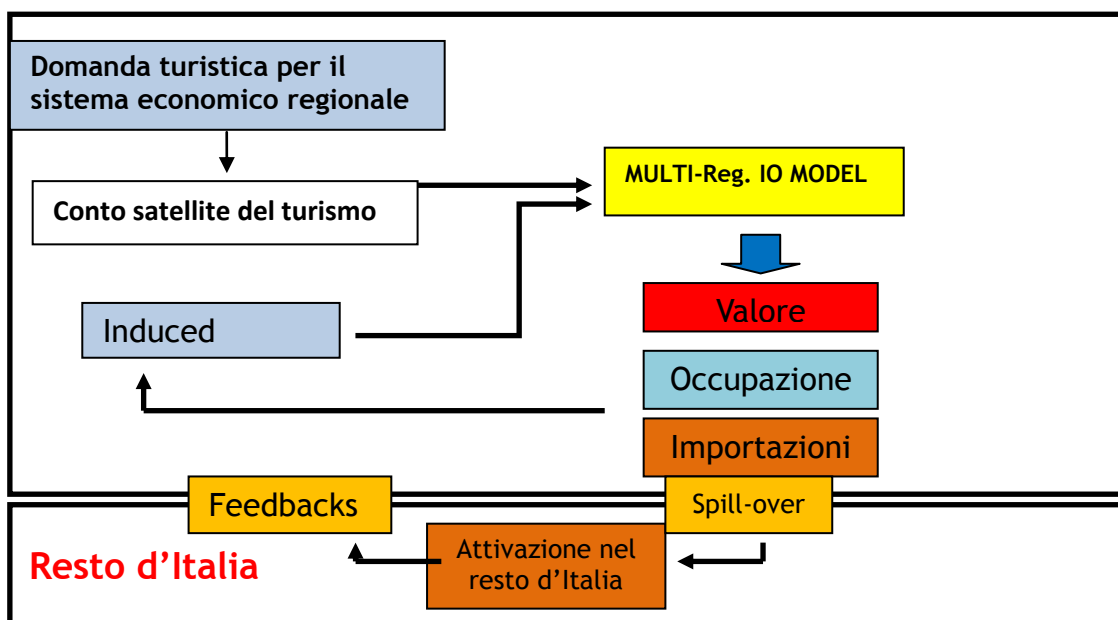 Domanda turistica per il
sistema economico regionale
MULTI-Reg. IO MODEL
Conto satellite del turismo
Valore
Induced
Occupazione
Importazioni
Feedbacks
Spill-over
Attivazione nel
resto d'Italia
Resto d'Italia